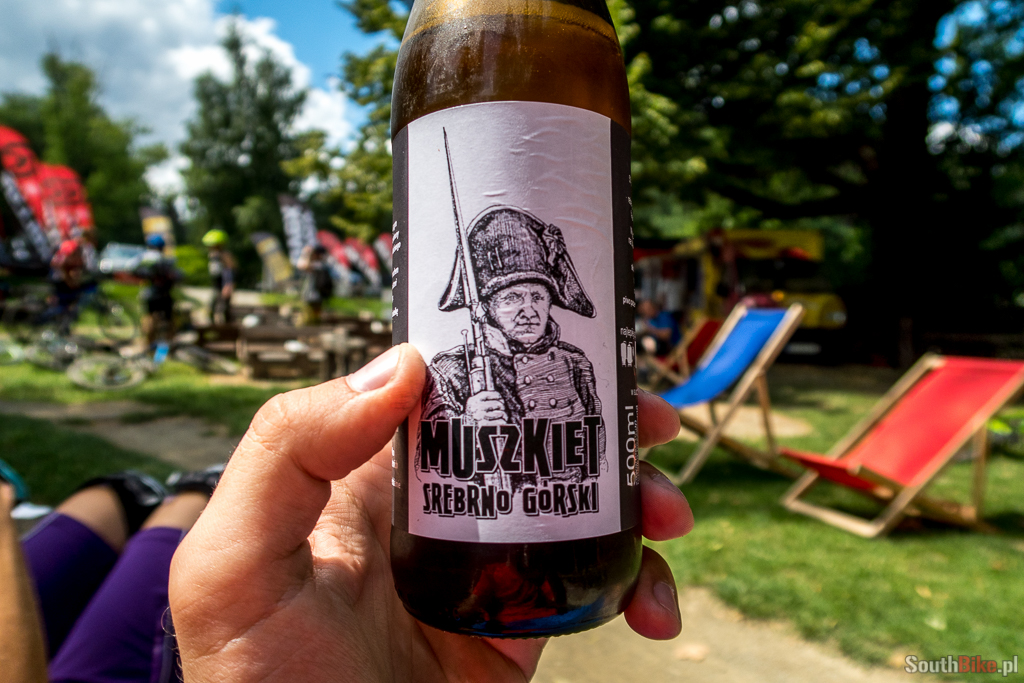 MUSZKIET
SREBRNO GÓRSKI
500ml
SouthBike.pl